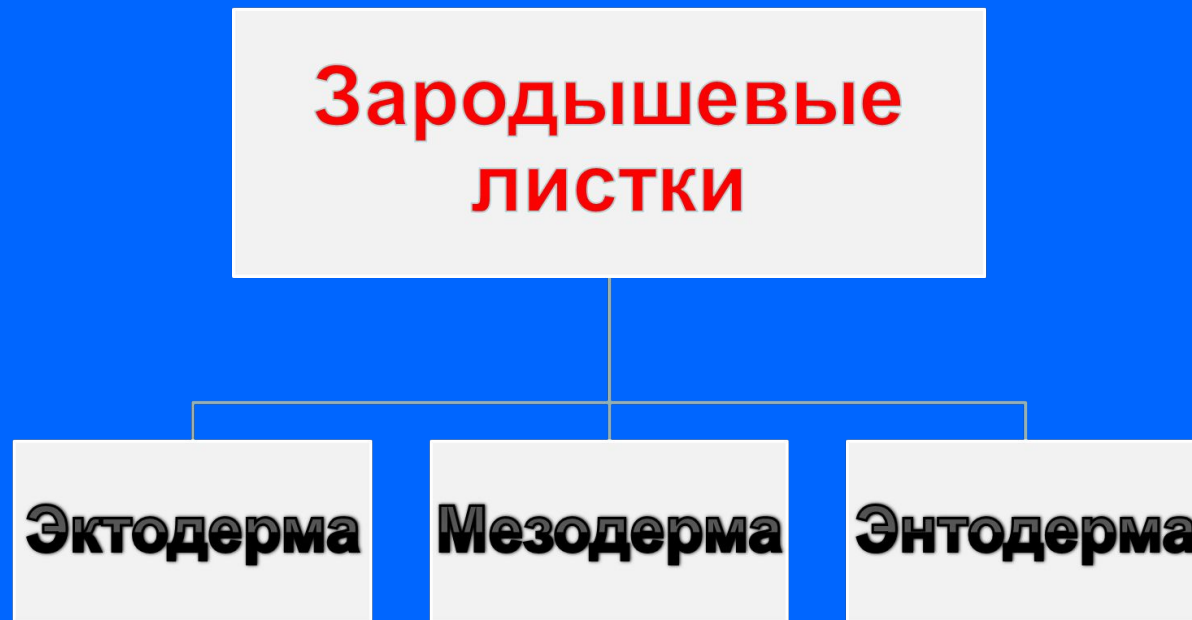 Зародышевые
листки
Эктодерма
Мезодерма
Энтодерма